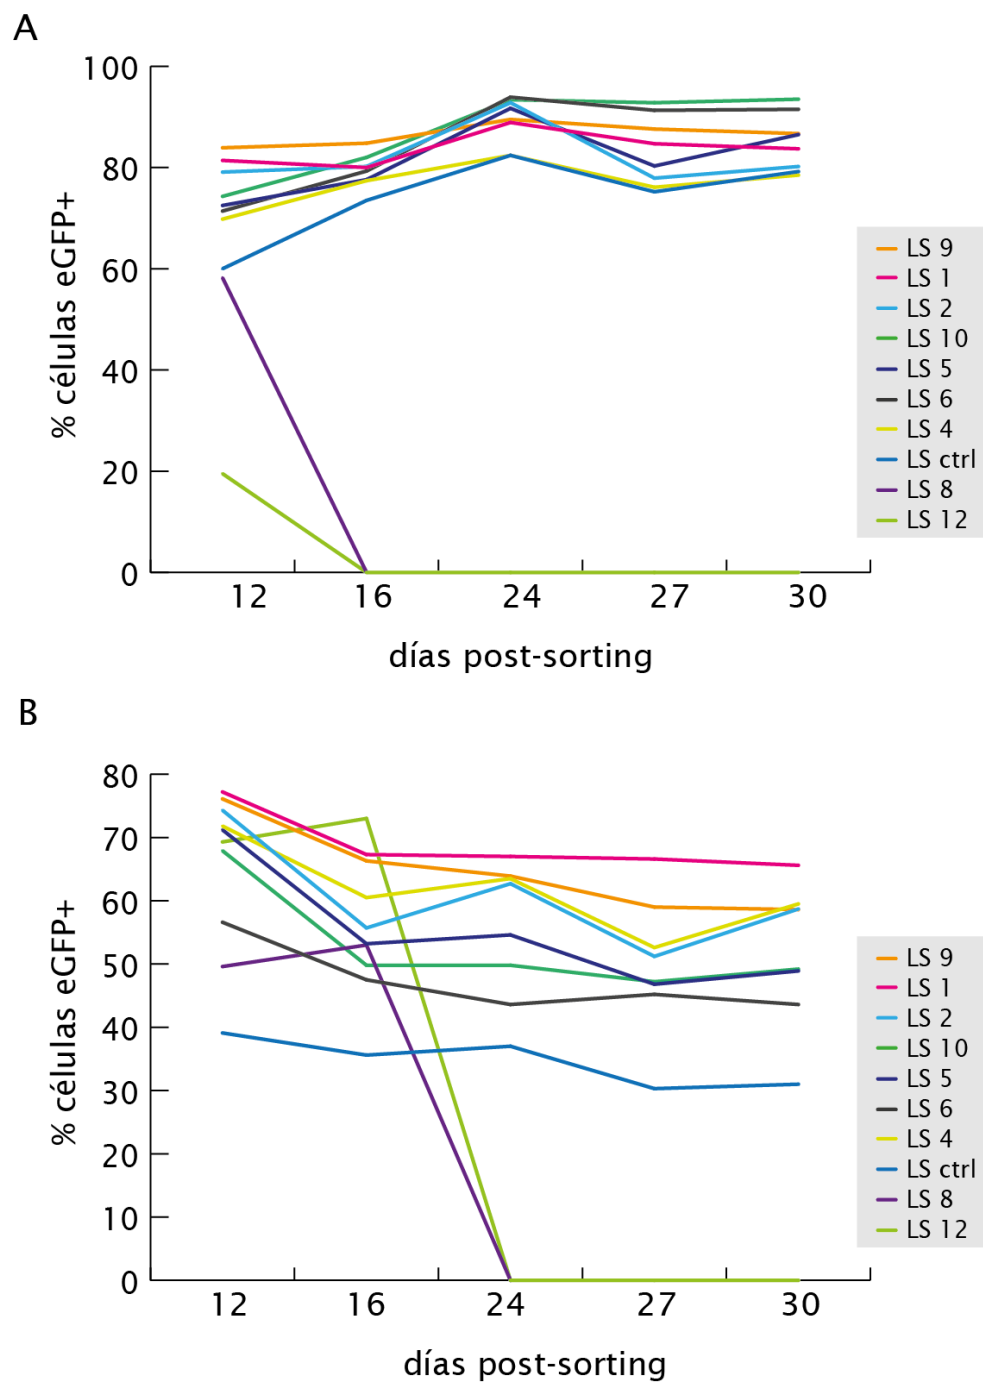 A
100
80
60
40
20
0
% células eGFP+
12 16 24 27 30
días post-sorting
LS 9
LS 1
LS 2
LS 10
LS 5
LS 6
LS 4
LS ctrl
LS 8
LS 12
B
80
70
60
50
40
30
20
10
0
% células eGFP+
12 16 24 27 30
días post-sorting
LS 9
LS 1
LS 2
LS 10
LS 5
LS 6
LS 4
LS ctrl
LS 8
LS 12